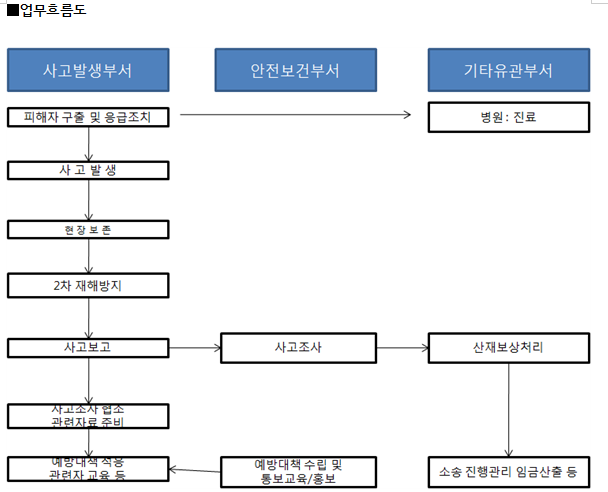 ■업무흐름도
사고발생부서
안전보건부서
기타유관부서
피해자 구출 및 응급조치
병원 : 진료
사 고 발 생
현 장 보 존
2차 재해방지
사고보고
사고조사
산재보상처리
사고조사 협조
관련자료 준비
예방대책 적용
관련자 교육 등
예방대책 수립 및
통보교육/홍보
소송 진행관리 임금산출 등